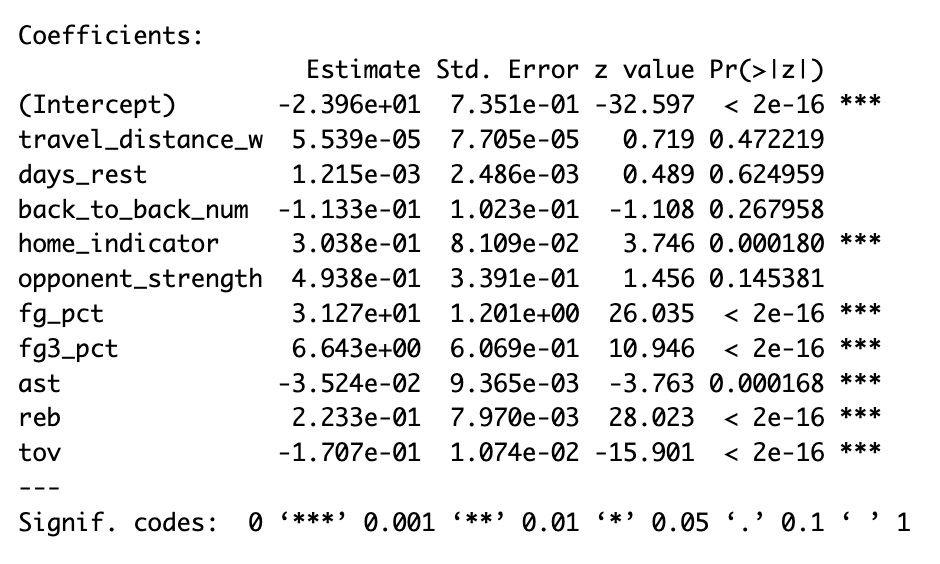 Coefficients:
                   Estimate Std. Error z value Pr(>|z|)
(Intercept)      -2.396e+01  7.351e-01 -32.597  < 2e-16 ***
travel_distance_w  5.539e-05  7.705e-05   0.719 0.472219
days_rest         1.215e-03  2.486e-03   0.489 0.624959
back_to_back_num -1.133e-01  1.023e-01  -1.108 0.267958
home_indicator    3.038e-01  8.109e-02   3.746 0.000180 ***
opponent_strength  4.938e-01  3.391e-01   1.456 0.145381
fg_pct            3.127e+01  1.201e+00  26.035  < 2e-16 ***
fg3_pct           6.643e+00  6.069e-01  10.946  < 2e-16 ***
ast              -3.524e-02  9.365e-03  -3.763 0.000168 ***
reb               2.233e-01  7.970e-03  28.023  < 2e-16 ***
tov              -1.707e-01  1.074e-02 -15.901  < 2e-16 ***
---
Signif. codes:  0 ‘***’ 0.001 ‘**’ 0.01 ‘*’ 0.05 ‘.’ 0.1 ‘ ’ 1